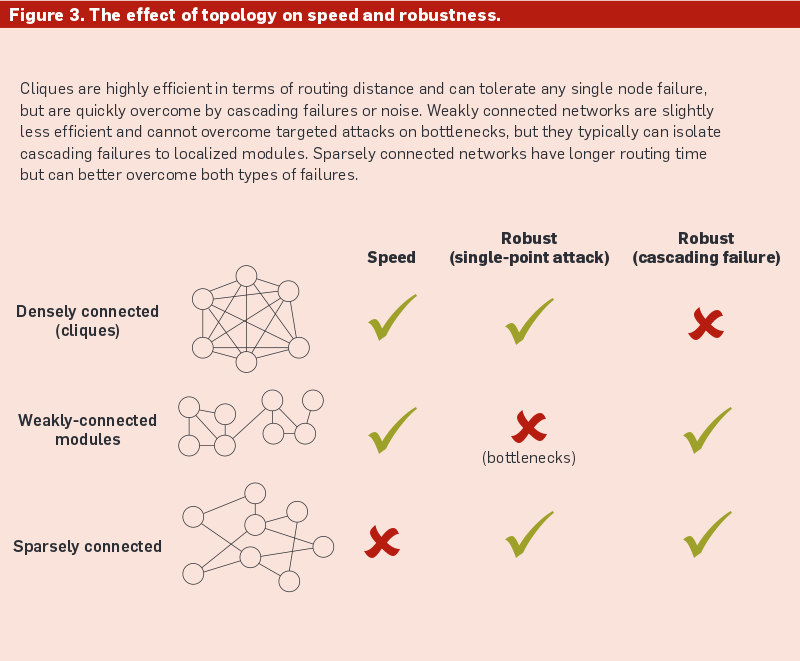 Figure 3. The effect of topology on speed and robustness.
Cliques are highly efficient in terms of routing distance and can tolerate any single node failure,
but are quickly overcome by cascading failures or noise. Weakly connected networks are slightly
less efficient and cannot overcome targeted attacks on bottlenecks, but they typically can isolate
cascading failures to localized modules. Sparsely connected networks have longer routing time
but can better overcome both types of failures.
Speed
Robust
(single-point attack)
Robust
(cascading failure)
Densely connected
(cliques)
Weakly-connected
modules
(bottlenecks)
Sparsely connected